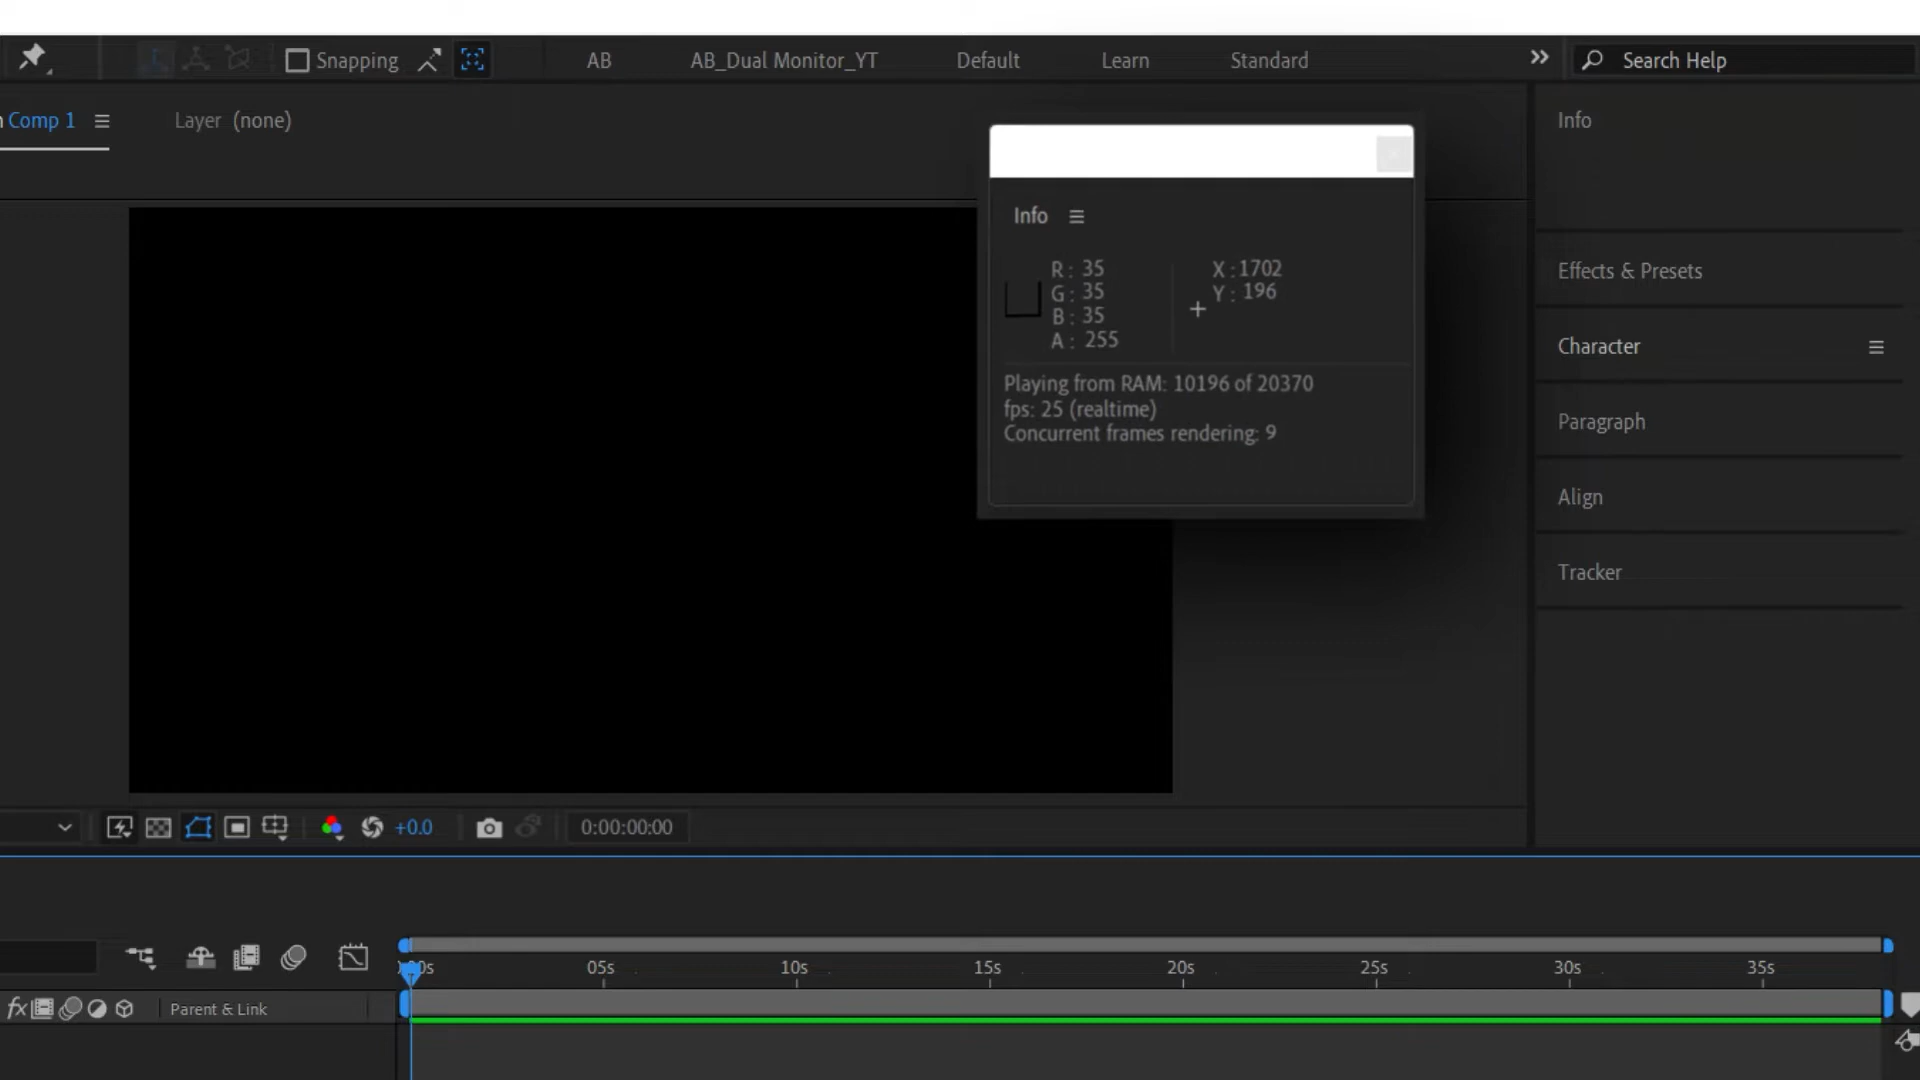 Snapping AB AB_Dual Monitor_YT Default Learn Standard Search Help
Comp 1 Layer (none) Info
Info
R : 35 X : 1702
G : 35 Y : 196
B : 35
A : 255
Playing from RAM: 10196 of 20370
fps: 25 (realtime)
Concurrent frames rendering: 9
Effects & Presets
Character
Paragraph
Align
Tracker
+0.0 0:00:00:00
00s 05s 10s 15s 20s 25s 30s 35s
fx Parent & Link